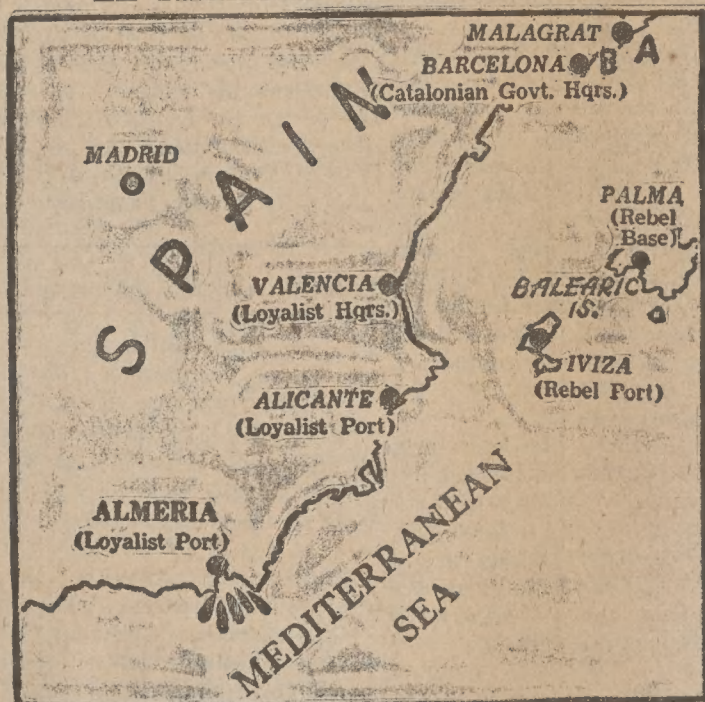 MALAGRAT
A
BARCELONA
B
(Catalonian Govt. Hqrs.)
MADRID
SPAIN
PALMA
(Rebel
Base)
VALENCIA
(Loyalist Hqrs.)
BALEARIC
IS.
IVIZA
(Rebel Port)
ALICANTE
(Loyalist Port)
ALMERIA
(Loyalist Port)
MEDITERRANEAN
SEA